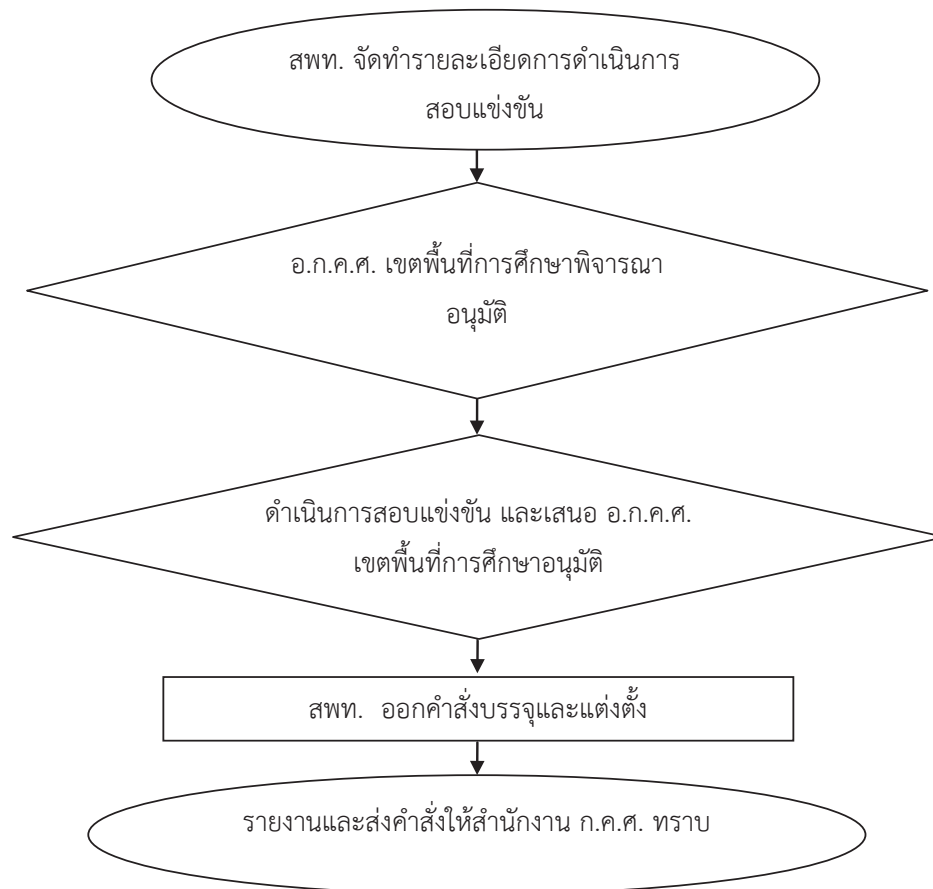 สพท. จัดทำรายละเอียดการดำเนินการ
สอบแข่งขัน
อ.ก.ค.ศ. เขตพื้นที่การศึกษาพิจารณา
อนุมัติ
ดำเนินการสอบแข่งขัน และเสนอ อ.ก.ค.ศ.
เขตพื้นที่การศึกษาอนุมัติ
สพท. ออกคำสั่งบรรจุและแต่งตั้ง
รายงานและส่งคำสั่งให้สำนักงาน ก.ค.ศ. ทราบ